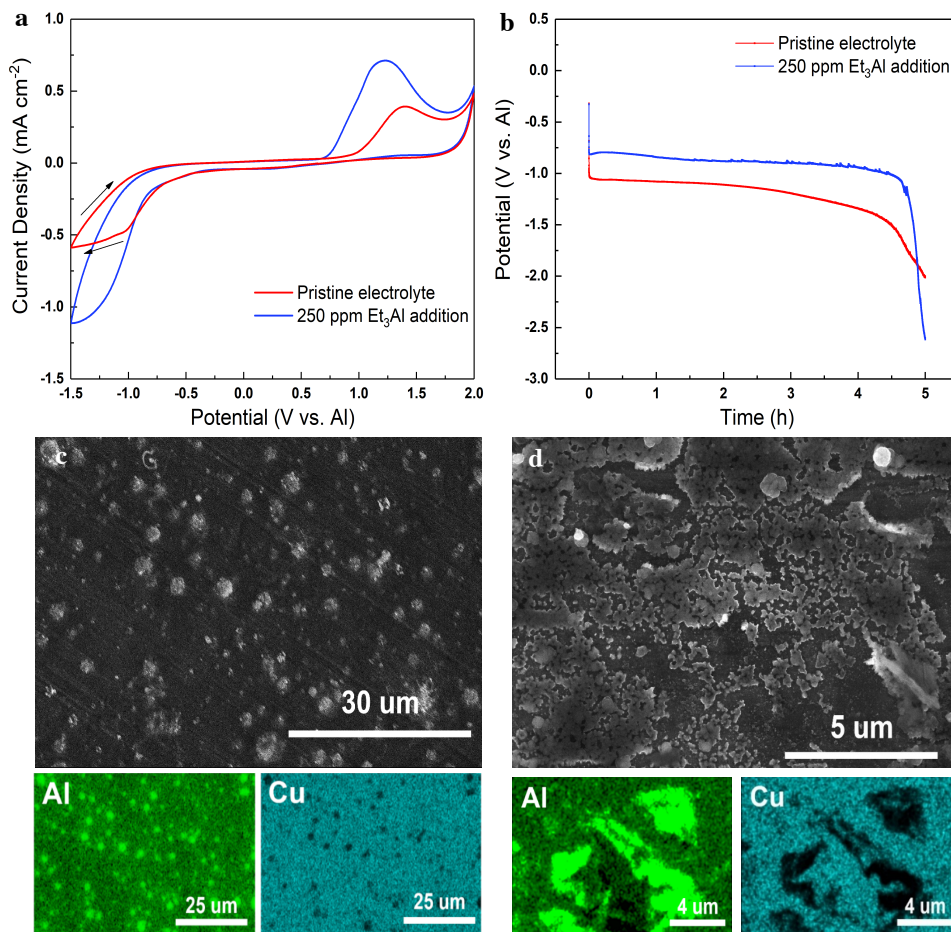 a
Current Density (mA cm⁻²)
1.0
0.5
0.0
-0.5
-1.0
-1.5
-1.5
-1.0
-0.5
0.0
0.5
1.0
1.5
2.0
Potential (V vs. Al)
Pristine electrolyte
250 ppm Et₃Al addition
b
Potential (V vs. Al)
0.5
0.0
-0.5
-1.0
-1.5
-2.0
-2.5
-3.0
0
1
2
3
4
5
Time (h)
Pristine electrolyte
250 ppm Et₃Al addition
c
30 um
d
5 um
Al
25 um
Cu
25 um
Al
4 um
Cu
4 um